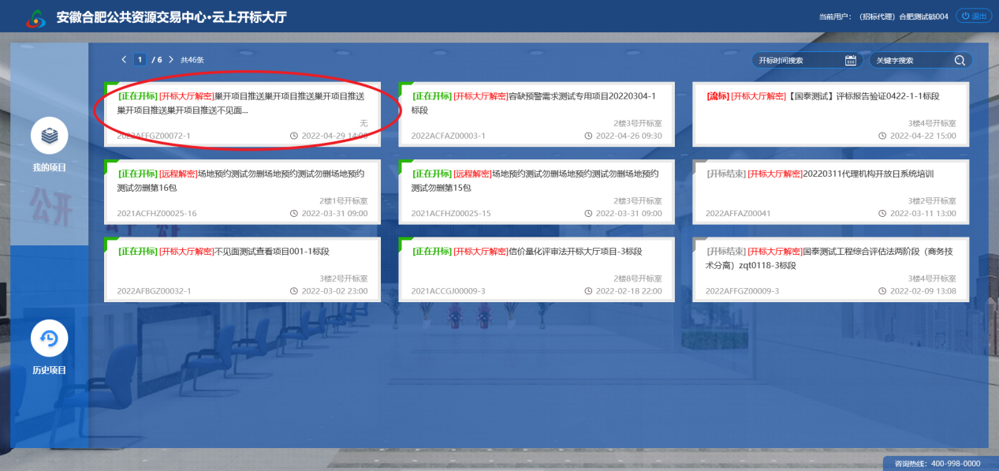 安徽合肥公共资源交易中心·云上开标大厅
当前用户： （招标代理）合肥测试锁004
退出
1 / 6 共46条
开标时间搜索
关键字搜索
我的项目
历史项目
[正在开标] [开标大厅解密]巢开项目推送巢开项目推送巢开项目推送
巢开项目推送巢开项目推送不见面...
无
2022AFFGZ00072-1 2022-04-29 14:00
[正在开标] [开标大厅解密]容缺预警需求测试专用项目20220304-1
标段
2楼3号开标室
2022ACFAZ00003-1 2022-04-26 09:30
[流标] [开标大厅解密]【国泰测试】评标报告验证0422-1-1标段
3楼4号开标室
2022-04-22 15:00
[正在开标] [远程解密]场地预约测试勿删场地预约测试勿删场地预约
测试勿删第16包
2楼1号开标室
2021ACFHZ00025-16 2022-03-31 09:00
[正在开标] [远程解密]场地预约测试勿删场地预约测试勿删场地预约
测试勿删第15包
2楼3号开标室
2021ACFHZ00025-15 2022-03-31 09:00
[开标结束] [开标大厅解密]20220311代理机构开放日系统培训
3楼2号开标室
2022AFFAZ00041 2022-03-11 13:00
[正在开标] [开标大厅解密]不见面测试查看项目001-1标段
3楼2号开标室
2022AFBGZ00032-1 2022-03-02 23:00
[正在开标] [开标大厅解密]信价量化评审法开标大厅项目-3标段
2楼8号开标室
2021ACCGJ00009-3 2022-02-18 22:00
[开标结束] [开标大厅解密]国泰测试工程综合评估法两阶段（商务技
术分离）zqt0118-3标段
3楼4号开标室
2022AFFGZ00009-3 2022-02-09 13:08
公开
咨询热线：400-998-0000